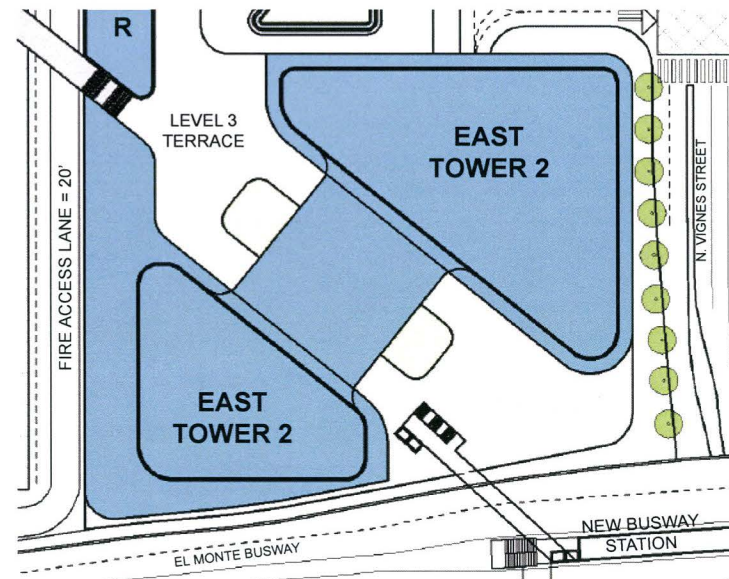 R
LEVEL 3
TERRACE
EAST
TOWER 2
N. VIGNES STREET
FIRE ACCESS LANE = 20'
EAST
TOWER 2
NEW BUSWAY
STATION
EL MONTE BUSWAY